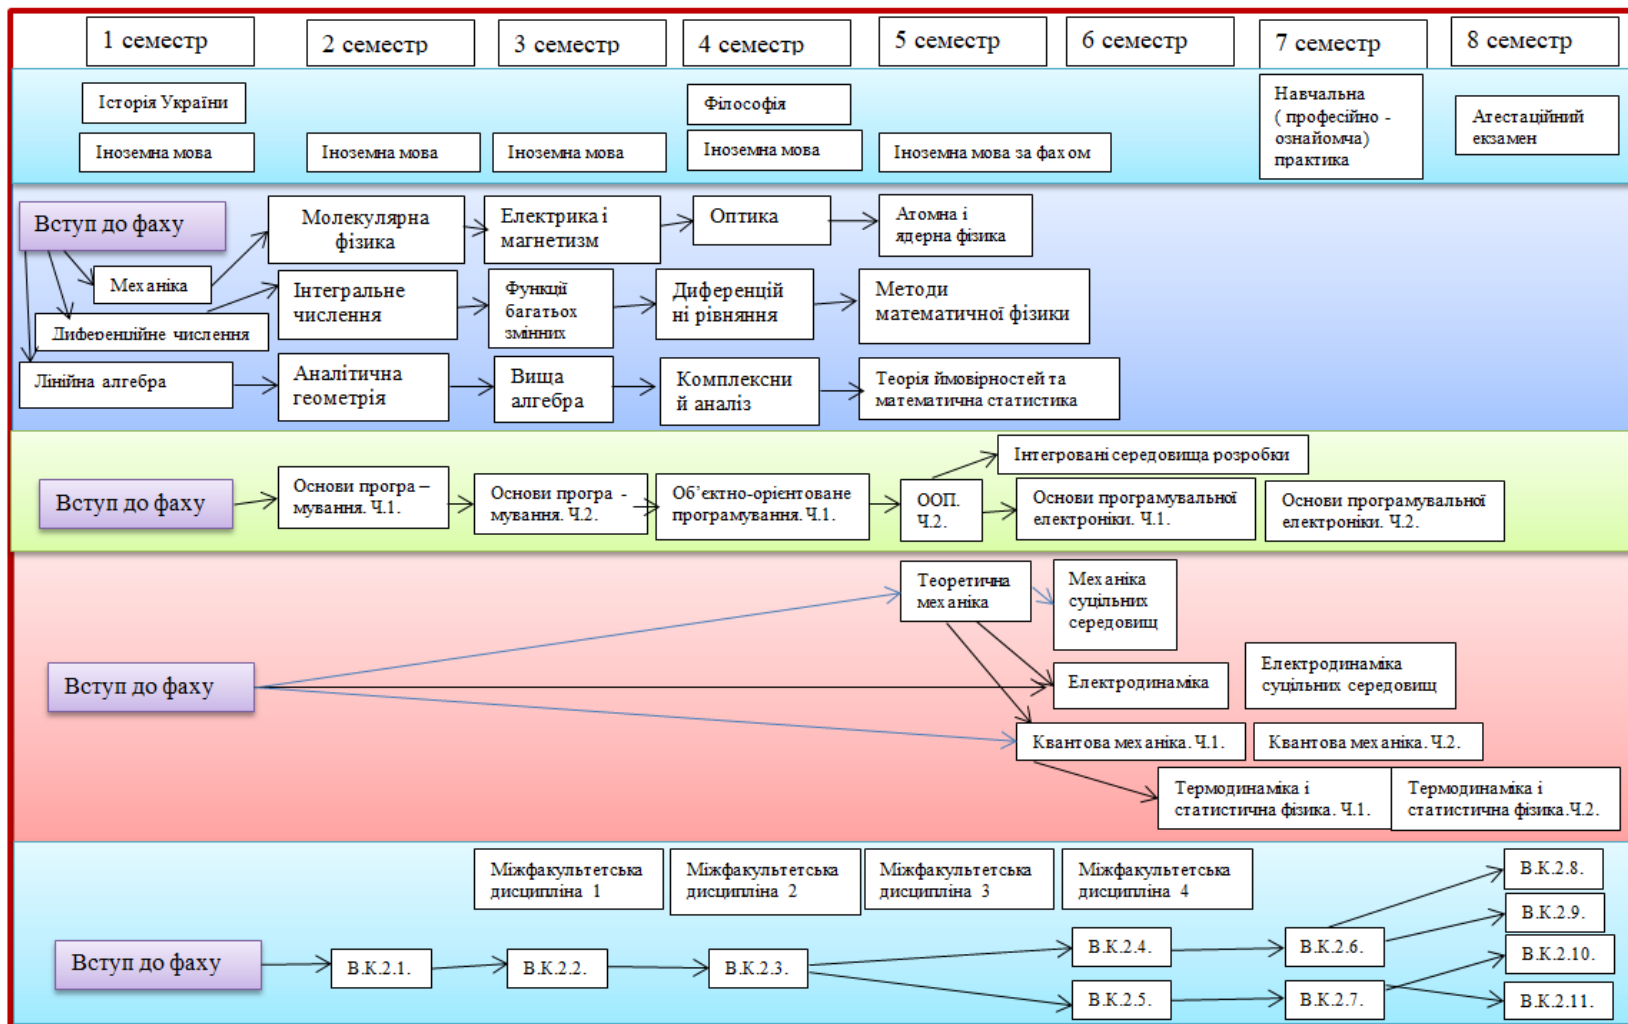 1 семестр
2 семестр
3 семестр
4 семестр
5 семестр
6 семестр
7 семестр
8 семестр
Історія України
Філософія
Навчальна
( професійно -
ознайомча)
практика
Атестаційний
екзамен
Іноземна мова
Іноземна мова
Іноземна мова
Іноземна мова
Іноземна мова за фахом
Вступ до фаху
Молекулярна
фізика
Електрика і
магнетизм
Оптика
Атомна і
ядерна фізика
Механіка
Інтегральне
числення
Функції
багатьох
змінних
Диференцій
ні рівняння
Методи
математичної фізики
Диференційне числення
Лінійна алгебра
Аналітична
геометрія
Вища
алгебра
Комплексни
й аналіз
Теорія ймовірностей та
математична статистика
Інтегровані середовища розробки
Вступ до фаху
Основи програ –
мування. Ч.1.
Основи програ -
мування. Ч.2.
Об’єктно-орієнтоване
програмування. Ч.1.
ООП.
Ч.2.
Основи програмувальної
електроніки. Ч.1.
Основи програмувальної
електроніки. Ч.2.
Теоретична
механіка
Механіка
суцільних
середовищ
Вступ до фаху
Електродинаміка
Електродинаміка
суцільних середовищ
Квантова механіка. Ч.1.
Квантова механіка. Ч.2.
Термодинаміка і
статистична фізика. Ч.1.
Термодинаміка і
статистична фізика.Ч.2.
Міжфакультетська
дисципліна 1
Міжфакультетська
дисципліна 2
Міжфакультетська
дисципліна 3
Міжфакультетська
дисципліна 4
В.К.2.8.
В.К.2.9.
Вступ до фаху
В.К.2.1.
В.К.2.2.
В.К.2.3.
В.К.2.4.
В.К.2.6.
В.К.2.10.
В.К.2.5.
В.К.2.7.
В.К.2.11.